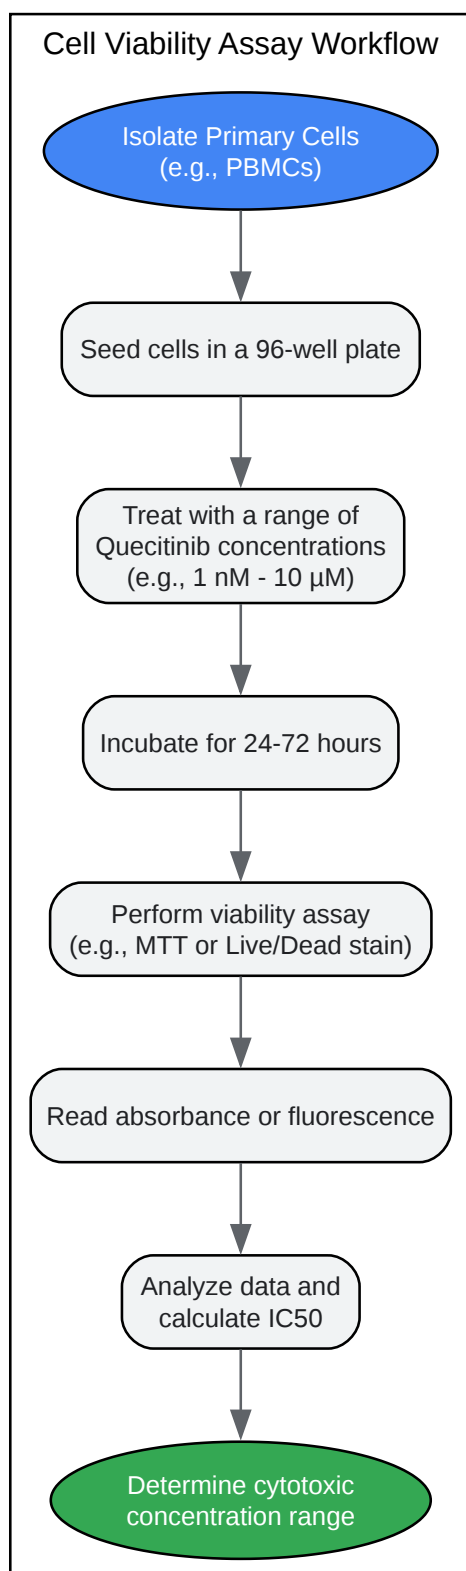 Cell Viability Assay Workflow
Isolate Primary Cells
(e.g., PBMCs)
Seed cells in a 96-well plate
Treat with a range of
Quecitinib concentrations
(e.g., 1 nM - 10 µM)
Incubate for 24-72 hours
Perform viability assay
(e.g., MTT or Live/Dead stain)
Read absorbance or fluorescence
Analyze data and
calculate IC50
Determine cytotoxic
concentration range